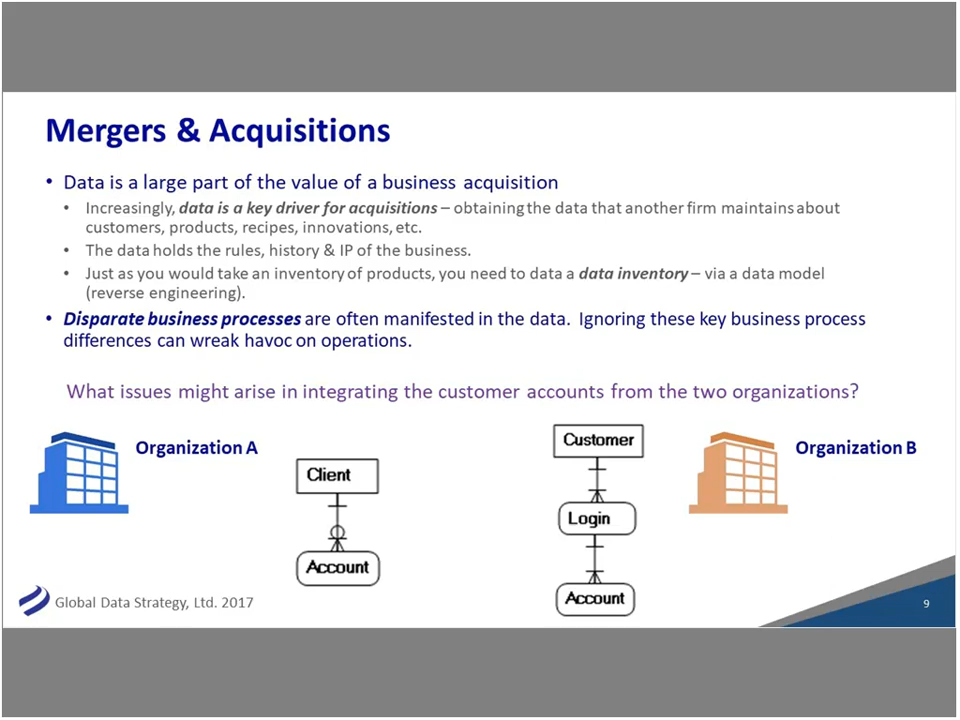 Mergers & Acquisitions
• Data is a large part of the value of a business acquisition
• Increasingly, data is a key driver for acquisitions – obtaining the data that another firm maintains about
customers, products, recipes, innovations, etc.
• The data holds the rules, history & IP of the business.
• Just as you would take an inventory of products, you need to data a data inventory – via a data model
(reverse engineering).
• Disparate business processes are often manifested in the data. Ignoring these key business process
differences can wreak havoc on operations.
What issues might arise in integrating the customer accounts from the two organizations?
Organization A
Client
Account
Customer
Login
Account
Organization B
Global Data Strategy, Ltd. 2017
9